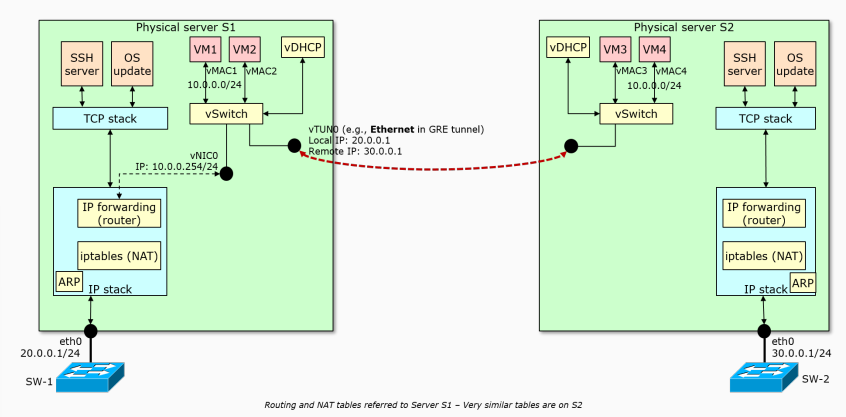 Physical server S1
SSH
server
OS
update
VM1
VM2
vDHCP
vMAC1
vMAC2
10.0.0.0/24
vSwitch
TCP stack
vTUN0 (e.g., Ethernet in GRE tunnel)
Local IP: 20.0.0.1
Remote IP: 30.0.0.1
vNIC0
IP: 10.0.0.254/24
IP forwarding
(router)
iptables (NAT)
ARP
IP stack
eth0
20.0.0.1/24
SW-1
Physical server S2
vDHCP
VM3
VM4
SSH
server
OS
update
vMAC3
vMAC4
10.0.0.0/24
vSwitch
TCP stack
IP forwarding
(router)
iptables (NAT)
ARP
IP stack
eth0
30.0.0.1/24
SW-2
Routing and NAT tables referred to Server S1 – Very similar tables are on S2